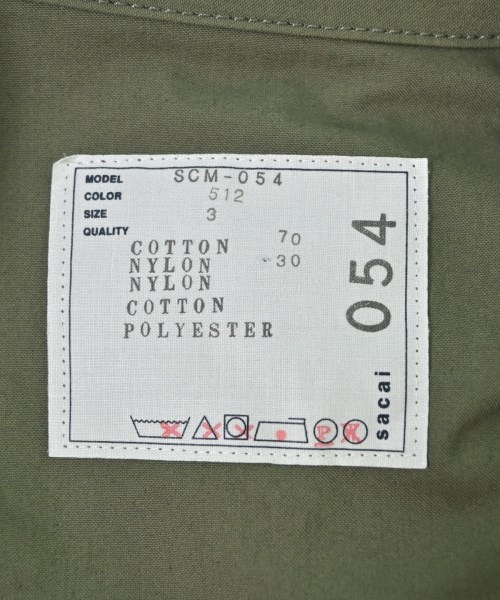 MODEL SCM-054
COLOR 512
SIZE 3
QUALITY
COTTON 70
NYLON 30
NYLON
COTTON
POLYESTER
054
sacai
P